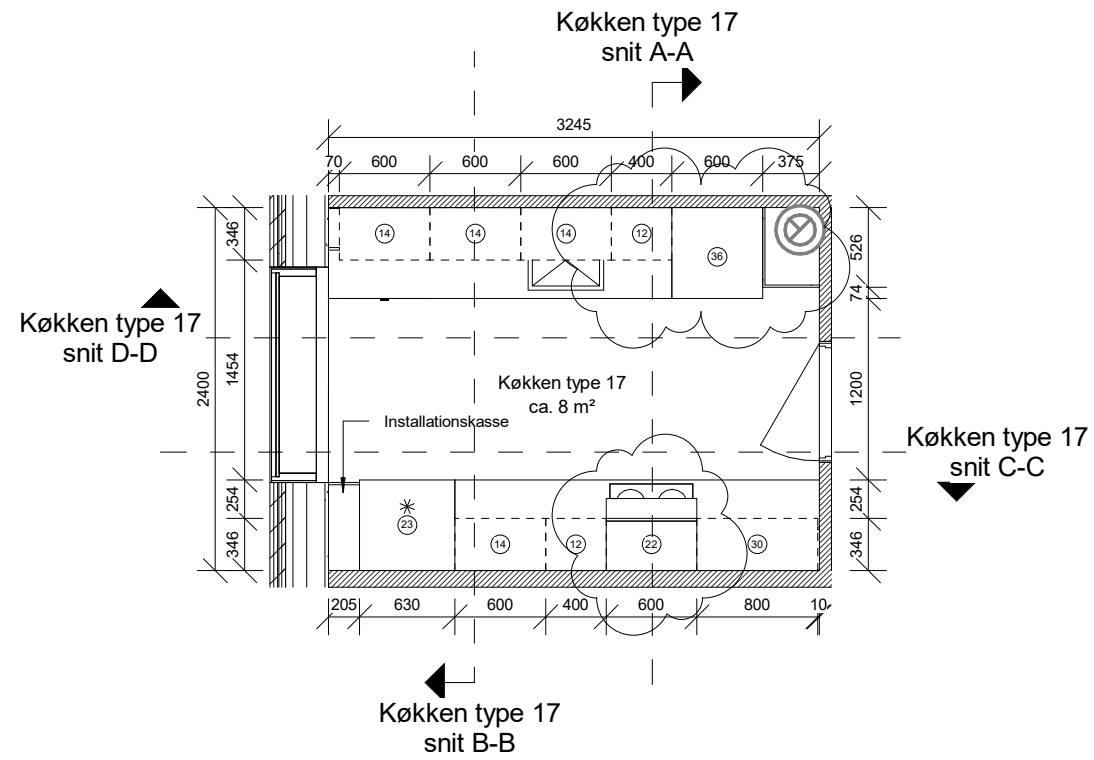 Køkken type 17
snit A-A
3245
70 600 600 600 400 600 375
346 14 14 14 12 36 526
74
Køkken type 17
snit D-D
2400 1454 1200
Køkken type 17
ca. 8 m²
Installationskasse
Køkken type 17
snit C-C
254 23 254
346 14 12 22 30 346
205 630 600 400 600 800 10
Køkken type 17
snit B-B